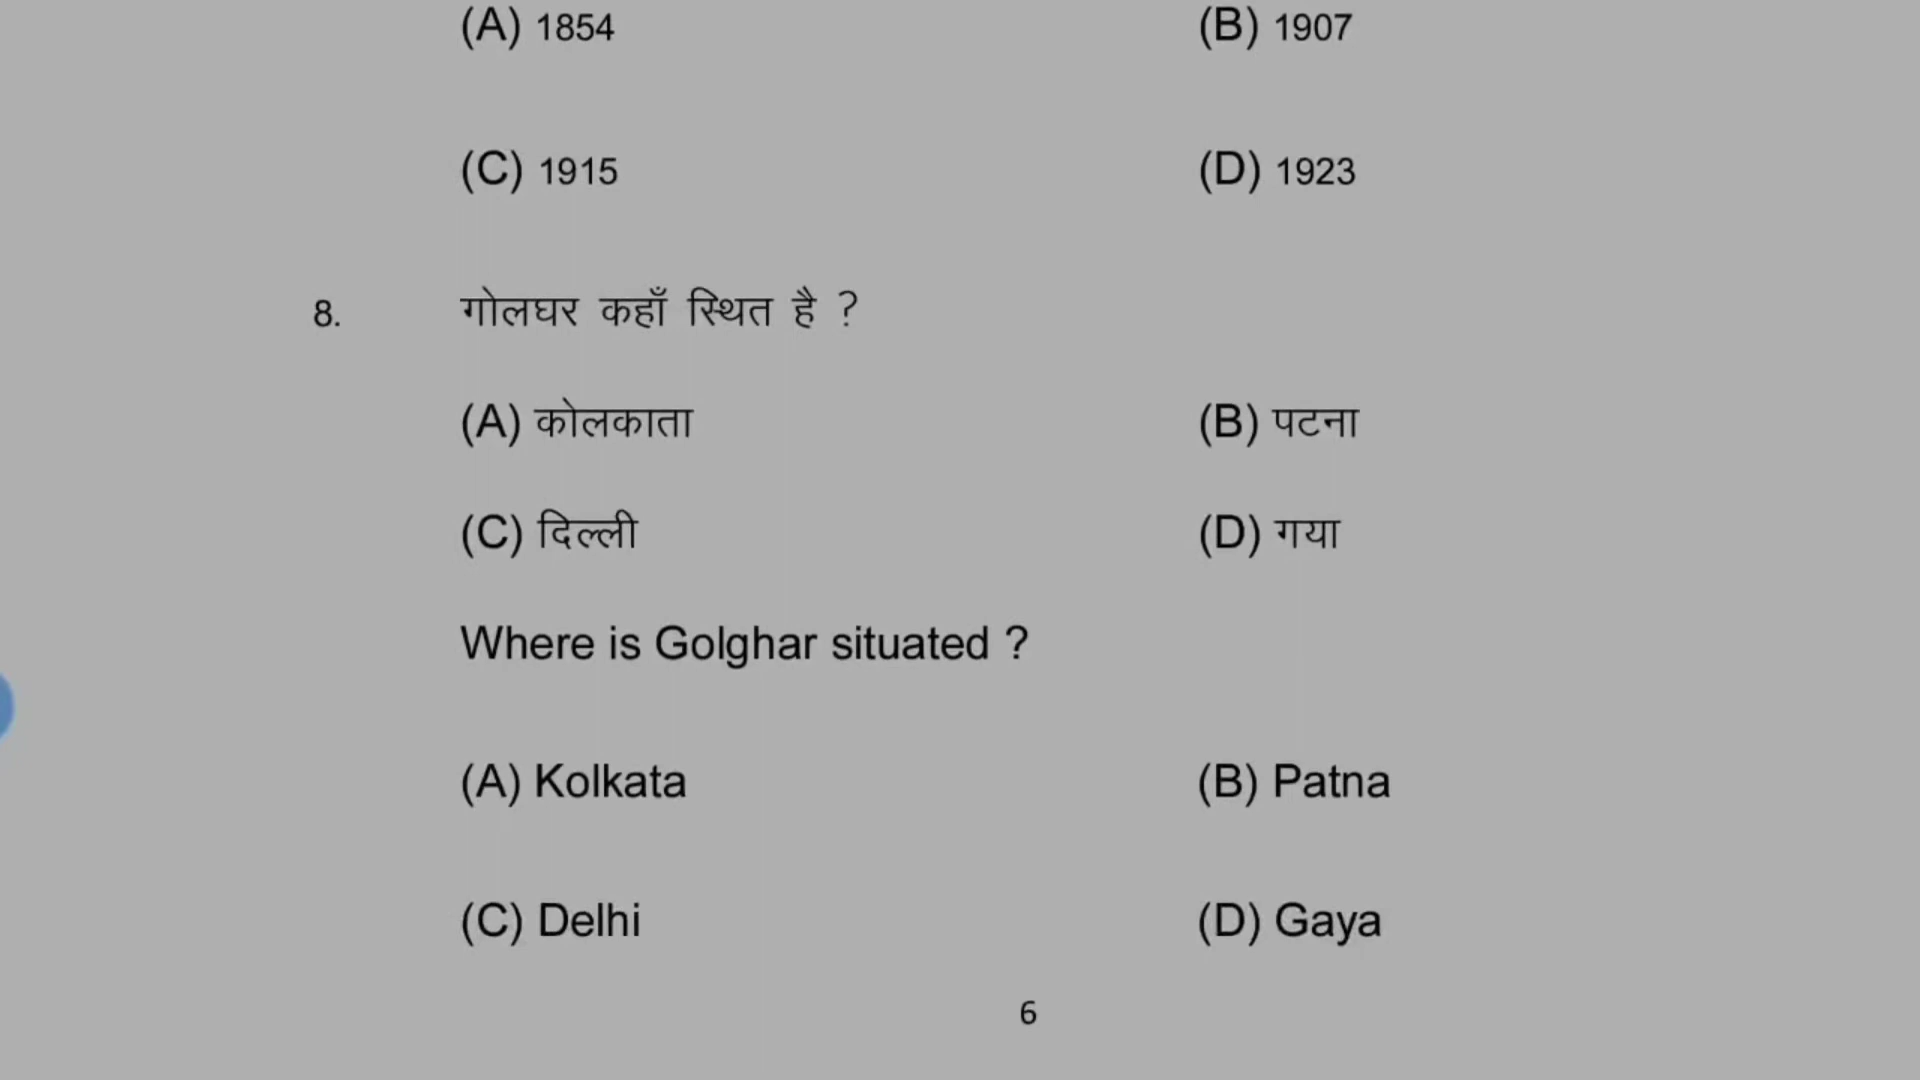 (A) 1854 (B) 1907
(C) 1915 (D) 1923
8. गोलघर कहाँ स्थित है ?
(A) कोलकाता (B) पटना
(C) दिल्ली (D) गया
Where is Golghar situated ?
(A) Kolkata (B) Patna
(C) Delhi (D) Gaya
6